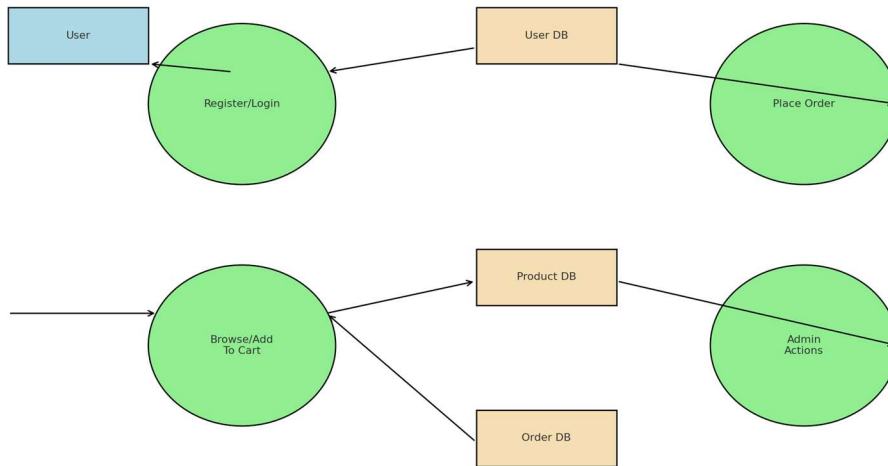 User
User DB
Register/Login
Place Order
Product DB
Browse/Add
To Cart
Admin
Actions
Order DB